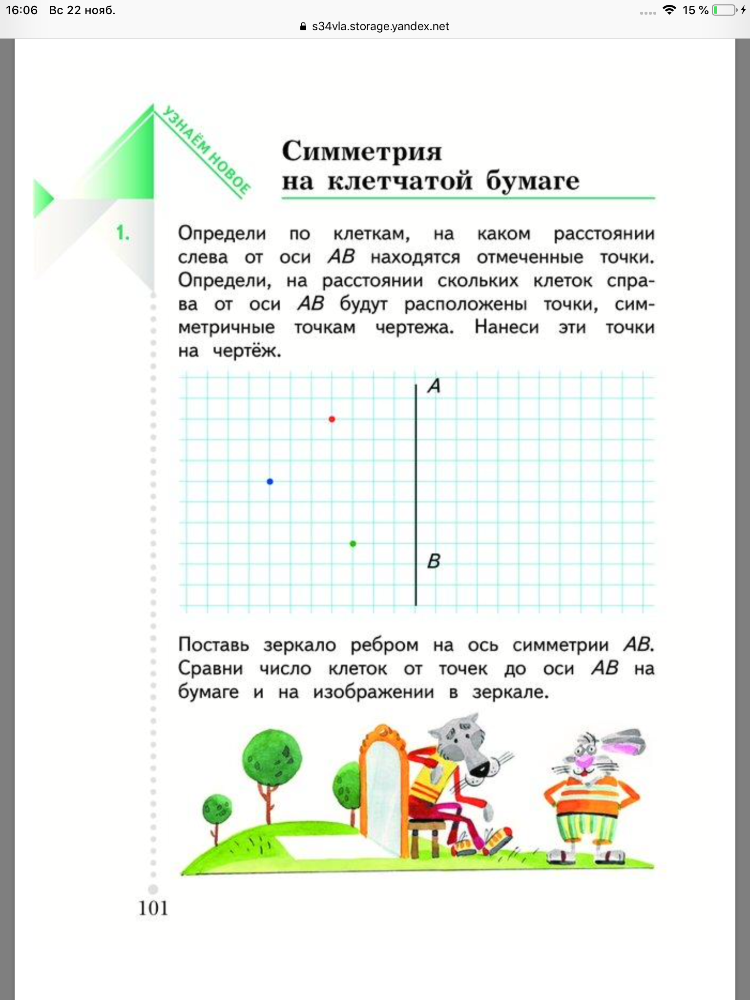 16:06 Вс 22 нояб.
15 %
s34vla.storage.yandex.net
УЗНАЁМ НОВОЕ
Симметрия
на клетчатой бумаге
1.
Определи по клеткам, на каком расстоянии
слева от оси AB находятся отмеченные точки.
Определи, на расстоянии скольких клеток спра-
ва от оси AB будут расположены точки, сим-
метричные точкам чертежа. Нанеси эти точки
на чертёж.
A
B
Поставь зеркало ребром на ось симметрии AB.
Сравни число клеток от точек до оси AB на
бумаге и на изображении в зеркале.
101